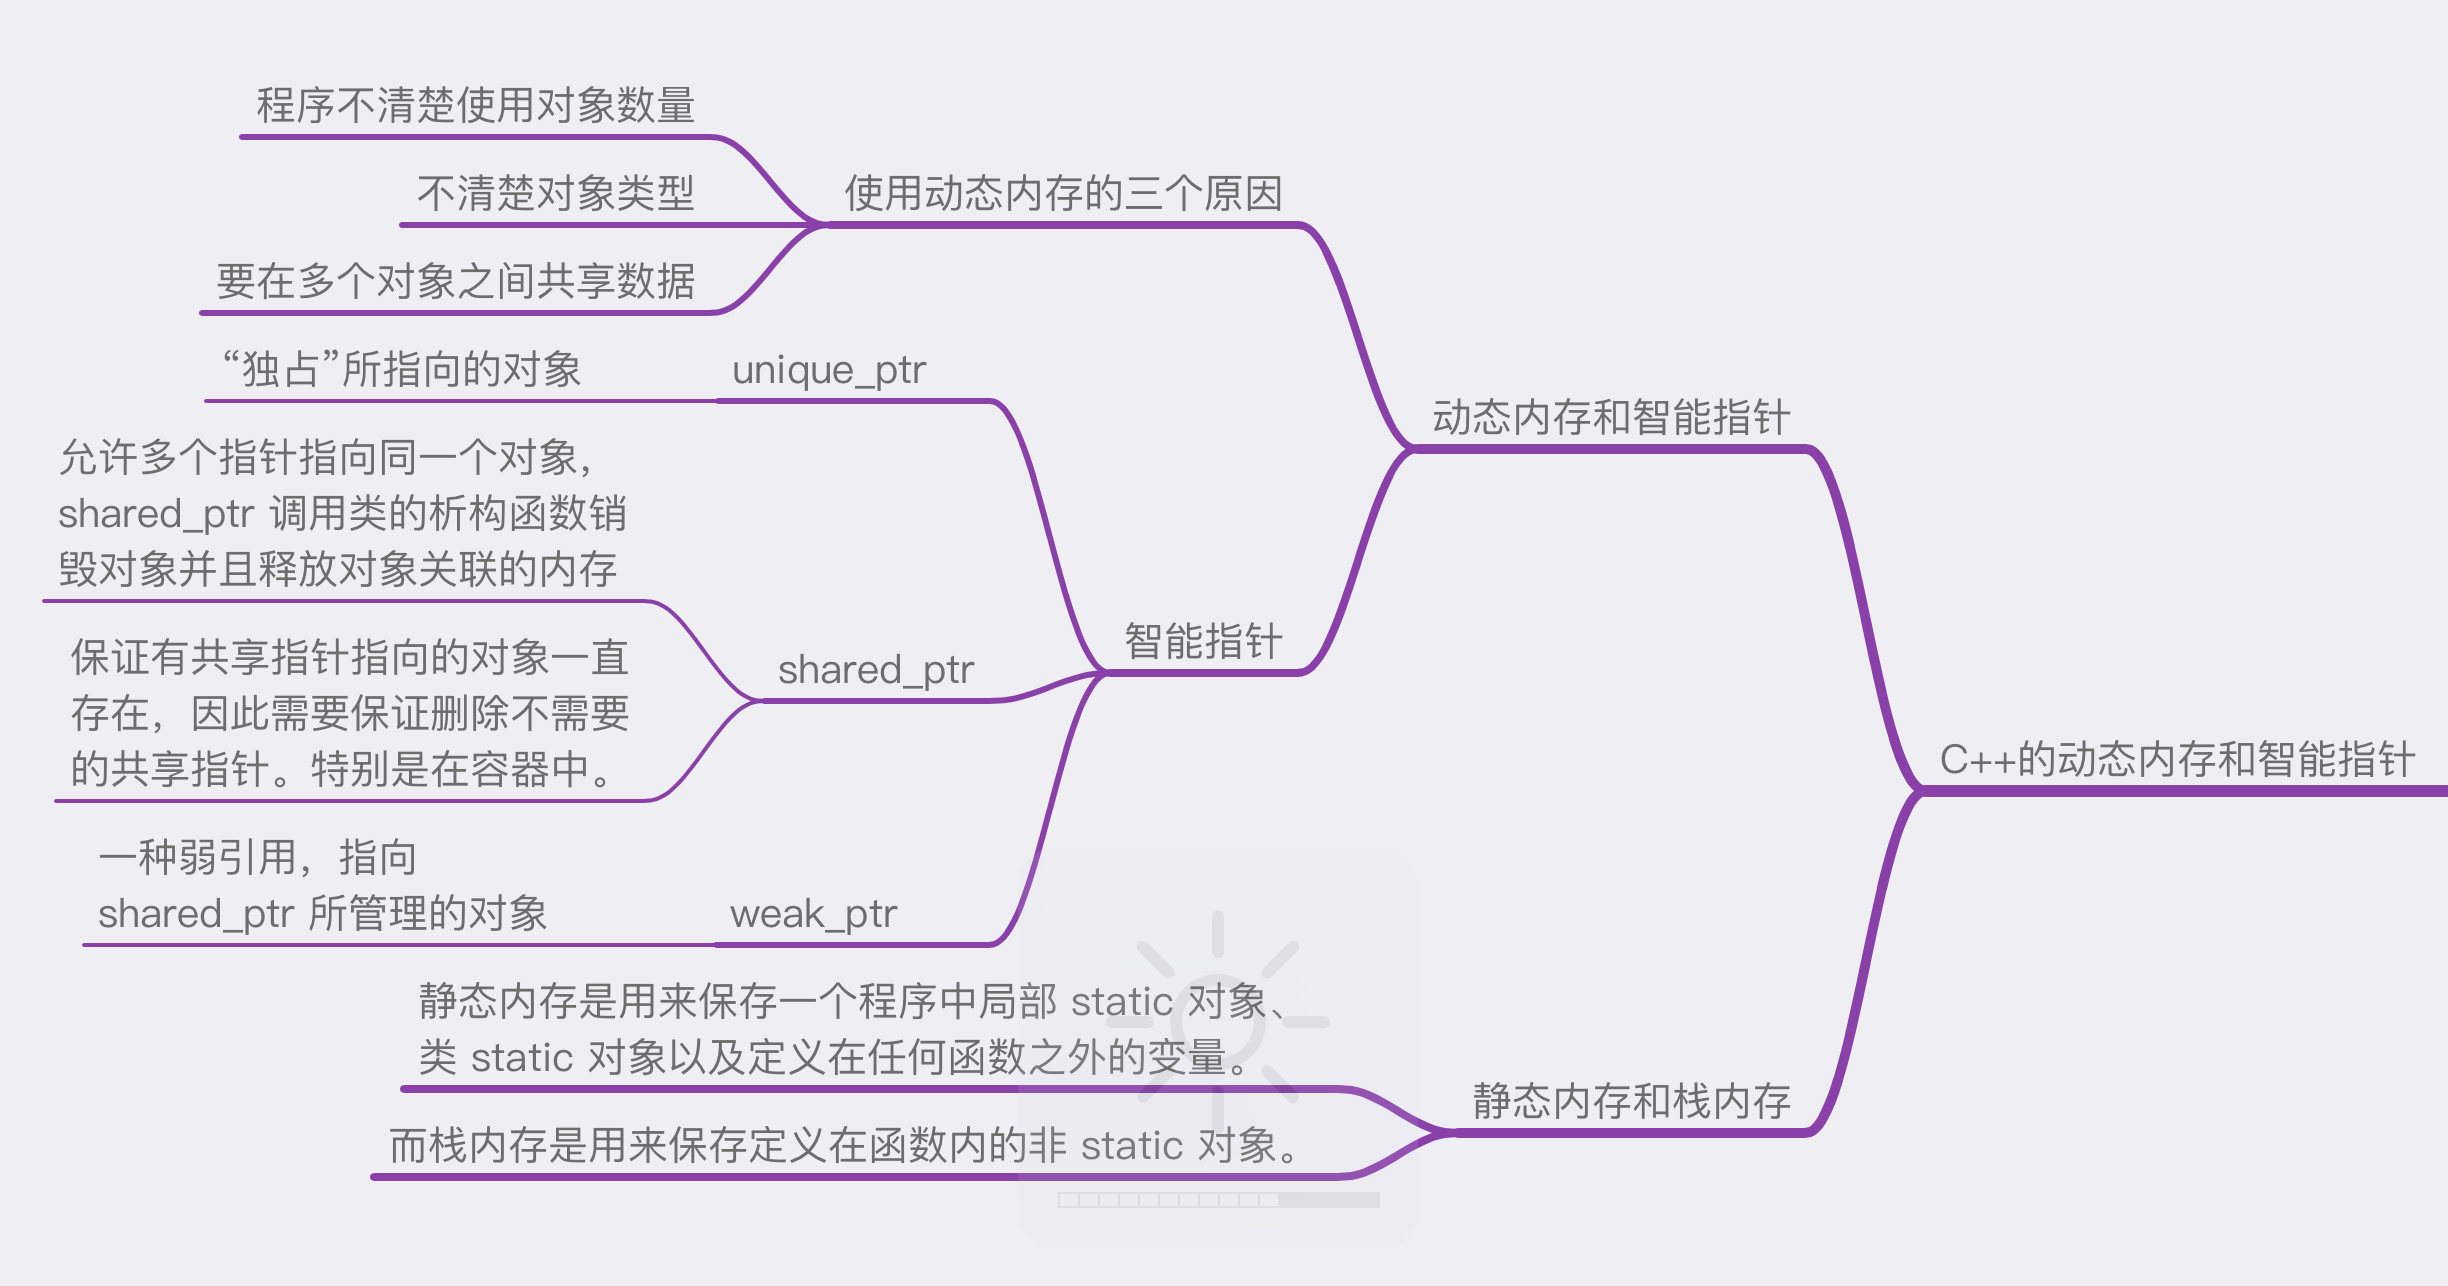 程序不清楚使用对象数量
不清楚对象类型
使用动态内存的三个原因
要在多个对象之间共享数据
“独占”所指向的对象
unique_ptr
允许多个指针指向同一个对象，
shared_ptr 调用类的析构函数销
毁对象并且释放对象关联的内存
动态内存和智能指针
智能指针
保证有共享指针指向的对象一直
存在，因此需要保证删除不需要
的共享指针。特别是在容器中。
shared_ptr
C++的动态内存和智能指针
一种弱引用，指向
shared_ptr 所管理的对象
weak_ptr
静态内存是用来保存一个程序中局部 static 对象、
类 static 对象以及定义在任何函数之外的变量。
静态内存和栈内存
而栈内存是用来保存定义在函数内的非 static 对象。